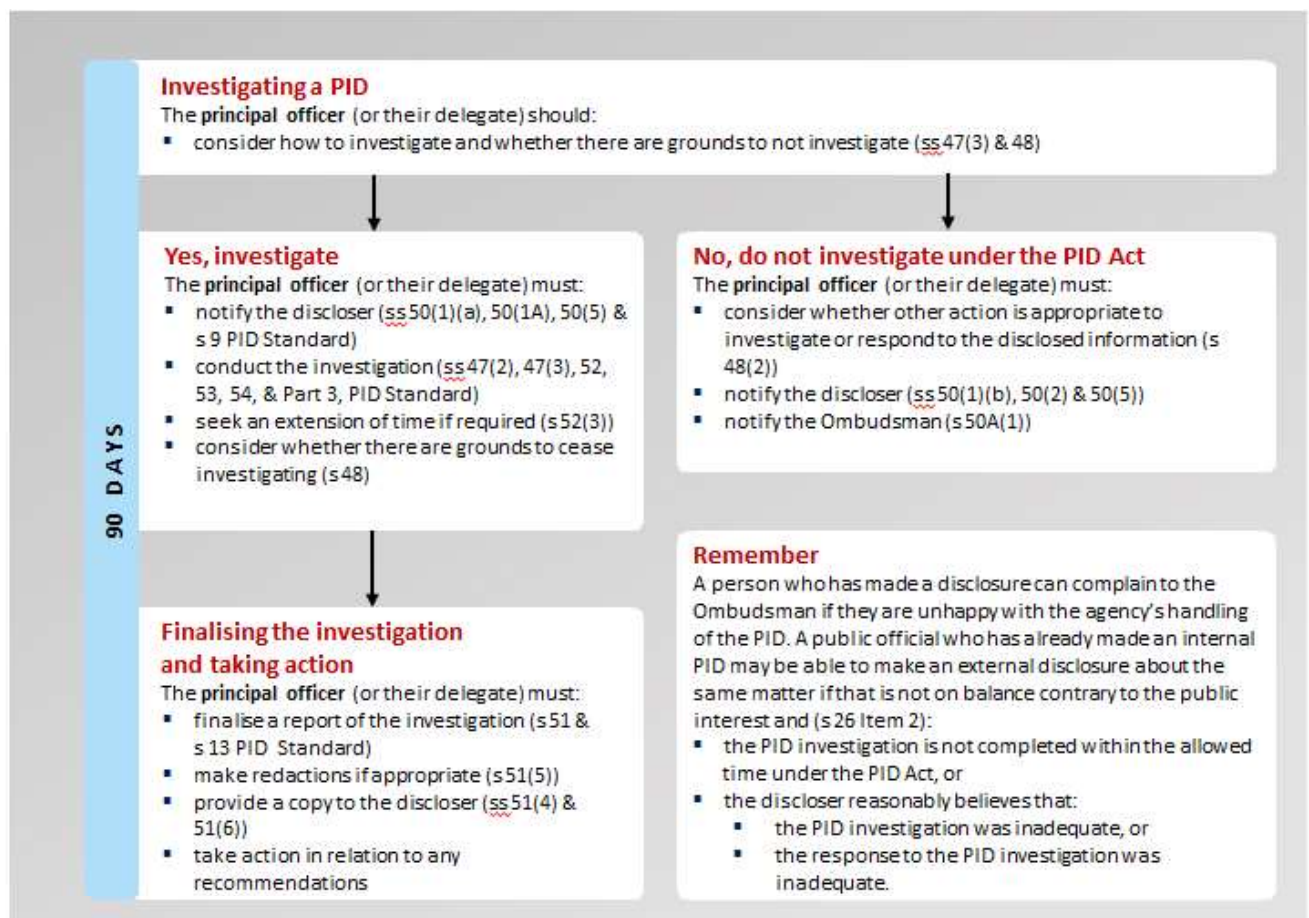 Investigating a PID
The principal officer (or their delegate) should:
▪ consider how to investigate and whether there are grounds to not investigate (ss 47(3) & 48)
90 DAYS
Yes, investigate
The principal officer (or their delegate) must:
▪ notify the discloser (ss 50(1)(a), 50(1A), 50(5) &
s 9 PID Standard)
▪ conduct the investigation (ss 47(2), 47(3), 52,
53, 54, & Part 3, PID Standard)
▪ seek an extension of time if required (s 52(3))
▪ consider whether there are grounds to cease
investigating (s 48)
No, do not investigate under the PID Act
The principal officer (or their delegate) must:
▪ consider whether other action is appropriate to
investigate or respond to the disclosed information (s
48(2))
▪ notify the discloser (ss 50(1)(b), 50(2) & 50(5))
▪ notify the Ombudsman (s 50A(1))
Finalising the investigation
and taking action
The principal officer (or their delegate) must:
▪ finalise a report of the investigation (s 51 &
s 13 PID Standard)
▪ make redactions if appropriate (s 51(5))
▪ provide a copy to the discloser (ss 51(4) &
51(6))
▪ take action in relation to any
recommendations
Remember
A person who has made a disclosure can complain to the
Ombudsman if they are unhappy with the agency's handling
of the PID. A public official who has already made an internal
PID may be able to make an external disclosure about the
same matter if that is not on balance contrary to the public
interest and (s 26 Item 2):
▪ the PID investigation is not completed within the allowed
time under the PID Act, or
▪ the discloser reasonably believes that:
▪ the PID investigation was inadequate, or
▪ the response to the PID investigation was
inadequate.